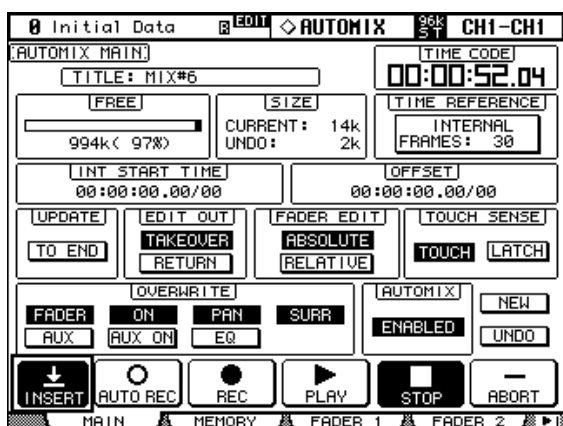 0 Initial Data R EDIT ◇AUTOMIX 96k ST CH1-CH1
AUTOMIX MAIN:
TIME CODE
TITLE: MIX#6
00:00:52.04
FREE
SIZE
TIME REFERENCE
994k( 97%)
CURRENT: 14k
UNDO: 2k
INTERNAL
FRAMES: 30
INT START TIME
OFFSET
00:00:00.00/00
00:00:00.00/00
UPDATE
EDIT OUT
FADER EDIT
TOUCH SENSE
TO END
TAKEOVER
RETURN
ABSOLUTE
RELATIVE
TOUCH
LATCH
OVERWRITE
AUTOMIX
FADER ON PAN SURR
AUX AUX ON EQ
ENABLED
NEW
UNDO
INSERT
AUTO REC
REC
PLAY
STOP
ABORT
MAIN MEMORY FADER 1 FADER 2